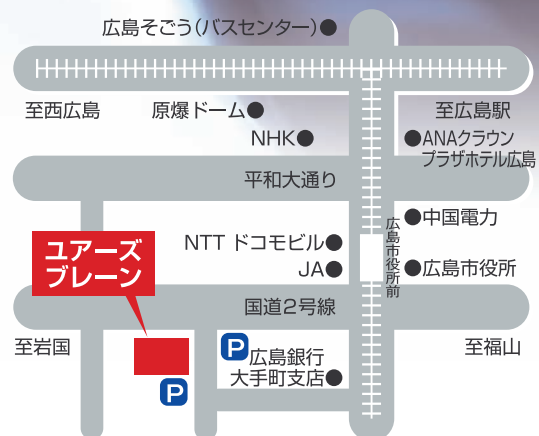 広島そごう(バスセンター)
至西広島
原爆ドーム
至広島駅
NHK
ANAクラウン
プラザホテル広島
平和大通り
中国電力
広島市役所前
NTT ドコモビル
JA
広島市役所
ユアーズ
ブレーン
国道2号線
至岩国
至福山
P
広島銀行
大手町支店
P